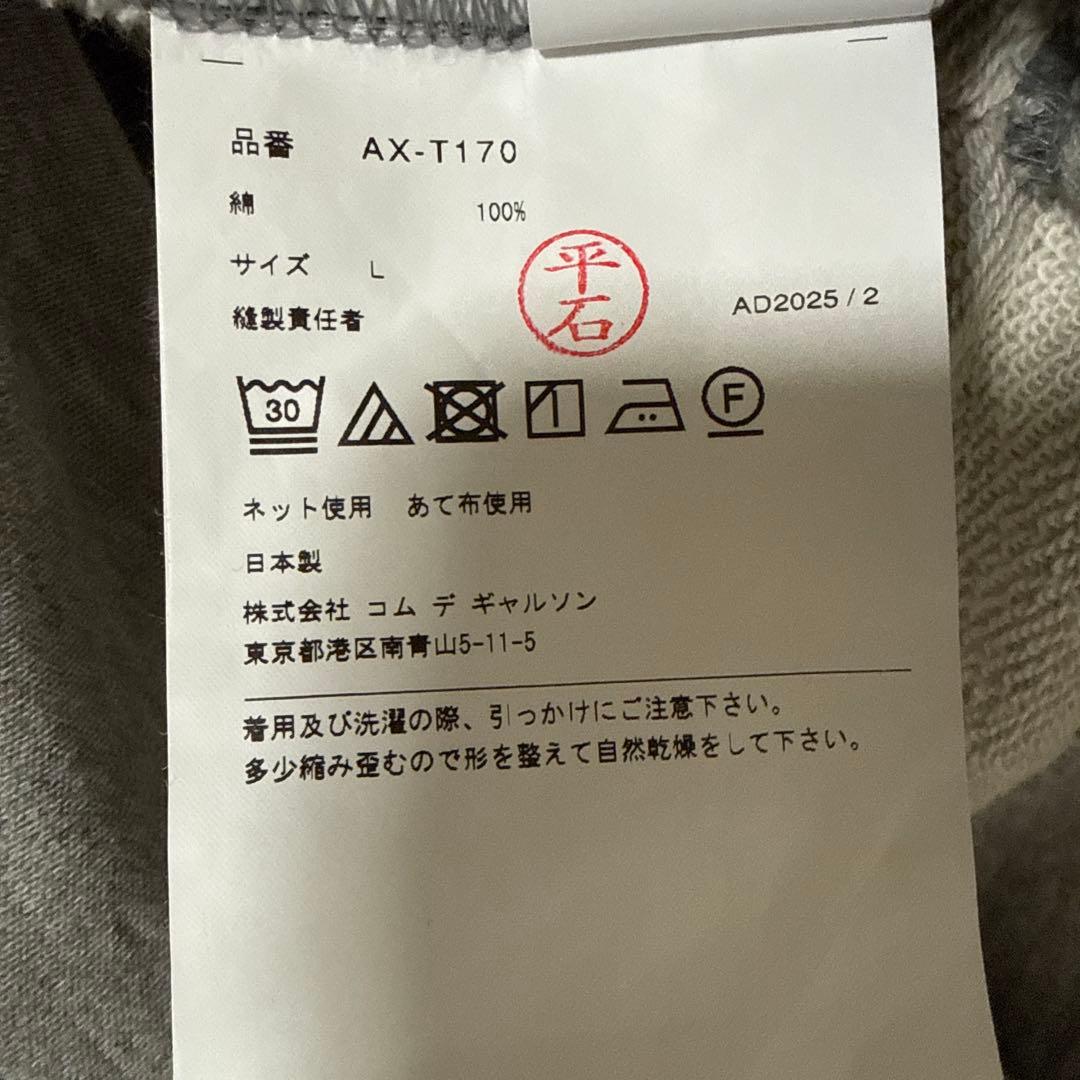 品番 AX-T170
綿 100%
サイズ L
縫製責任者
平石
AD2025 / 2
30
F
ネット使用 あて布使用
日本製
株式会社 コム デ ギャルソン
東京都港区南青山5-11-5
着用及び洗濯の際、引っかけにご注意下さい。
多少縮み歪むので形を整えて自然乾燥をして下さい。